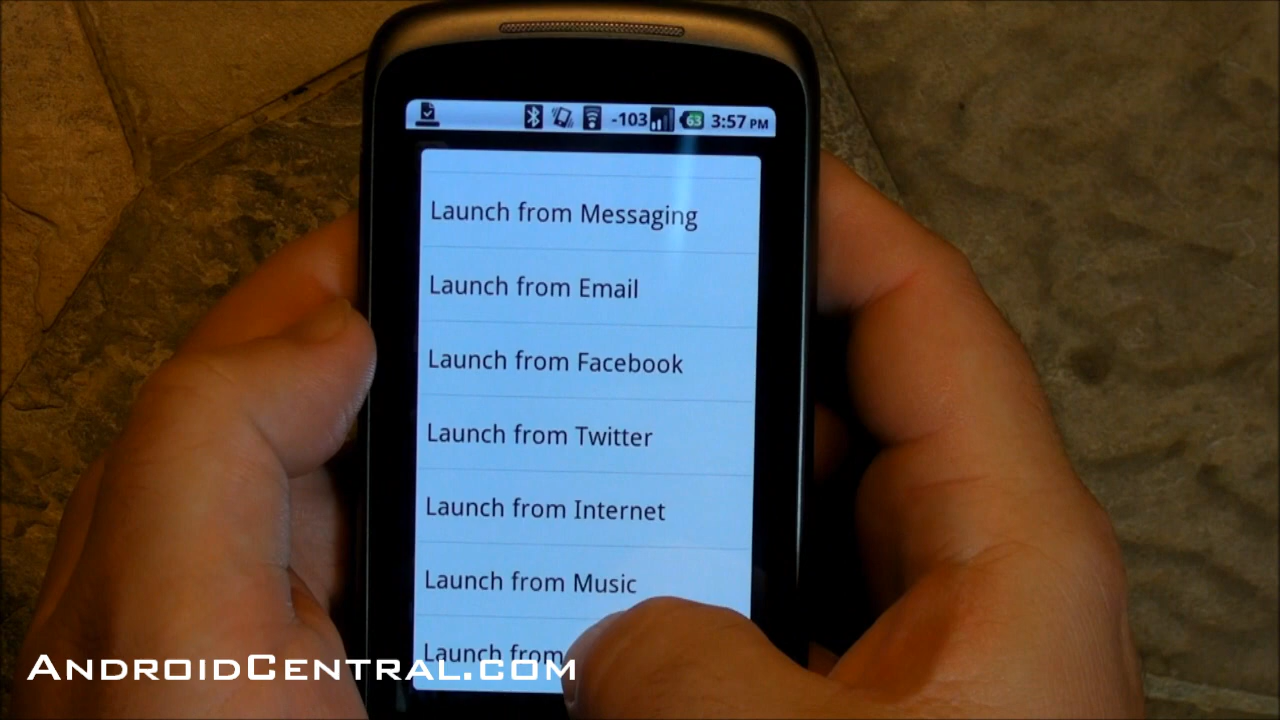 -103 63 3:57 PM
Launch from Messaging
Launch from Email
Launch from Facebook
Launch from Twitter
Launch from Internet
Launch from Music
Launch from
ANDROIDCENTRAL.COM